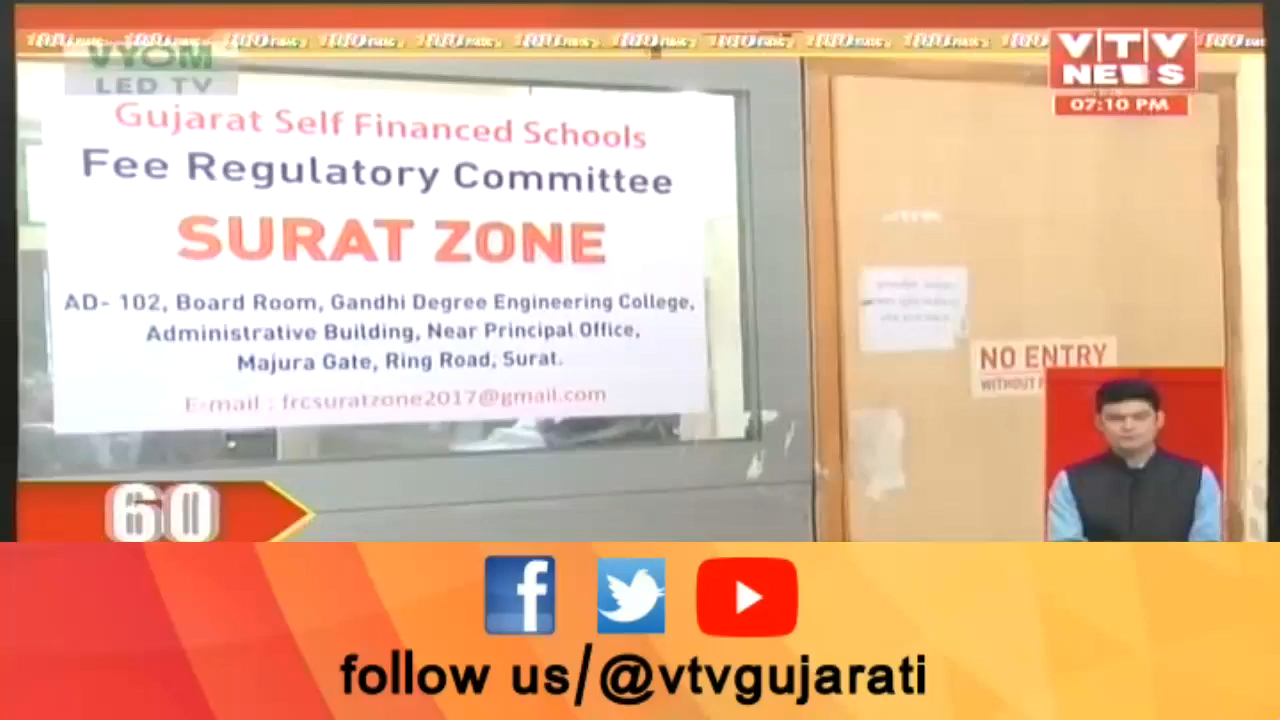 VYOM
LED TV
VTV
NEWS
07:10 PM
Gujarat Self Financed Schools
Fee Regulatory Committee
SURAT ZONE
AD- 102, Board Room, Gandhi Degree Engineering College,
Administrative Building, Near Principal Office,
Majura Gate, Ring Road, Surat.
E-mail : frcsuratzone2017@gmail.com
NO ENTRY
WITHOUT
60
follow us/@vtvgujarati